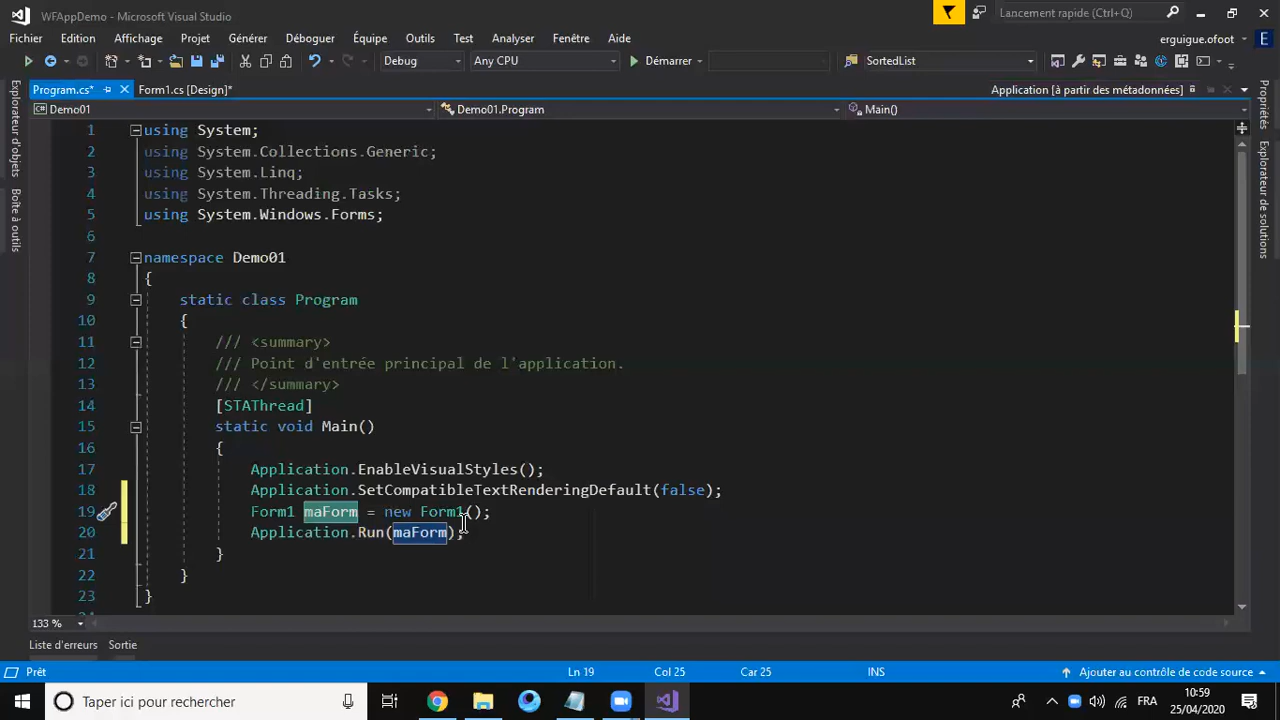 WFAppDemo - Microsoft Visual Studio
Lancement rapide (Ctrl+Q)
Fichier Edition Affichage Projet Générer Déboguer Équipe Outils Test Analyser Fenêtre Aide
erguigue.ofoot E
Debug Any CPU Démarrer SortedList
Program.cs* Form1.cs [Design]* Application [à partir des métadonnées]
Demo01 Demo01.Program Main()
Explorateur d'objets
Boîte à outils
Propriétés
Explorateur de solutions
1 using System;
2 using System.Collections.Generic;
3 using System.Linq;
4 using System.Threading.Tasks;
5 using System.Windows.Forms;
6
7 namespace Demo01
8 {
9 static class Program
10 {
11 /// <summary>
12 /// Point d'entrée principal de l'application.
13 /// </summary>
14 [STAThread]
15 static void Main()
16 {
17 Application.EnableVisualStyles();
18 Application.SetCompatibleTextRenderingDefault(false);
19 Form1 maForm = new Form1();
20 Application.Run(maForm);
21 }
22 }
23 }
133 %
Liste d'erreurs Sortie
Prêt Ln 19 Col 25 Car 25 INS Ajouter au contrôle de code source
Taper ici pour rechercher
FRA
10:59
25/04/2020